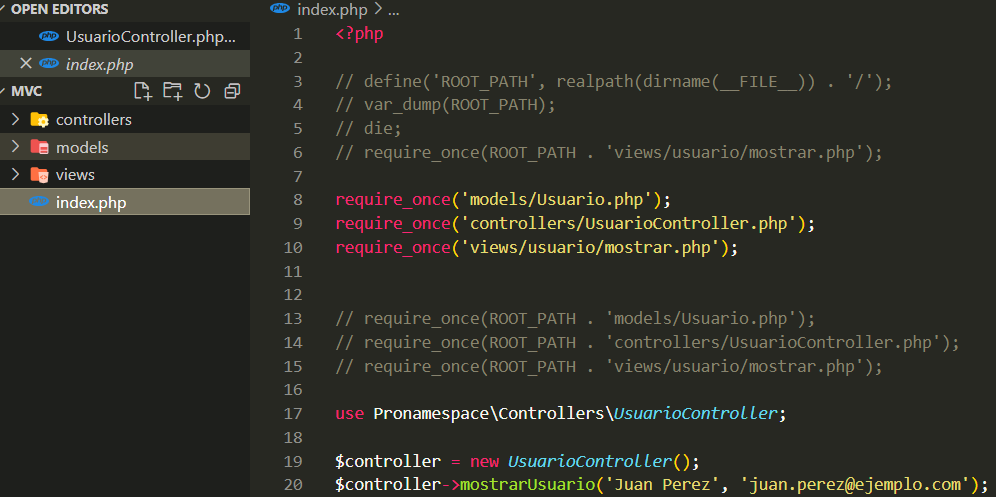 OPEN EDITORS
UsuarioController.php...
index.php
MVC
controllers
models
views
index.php
index.php > ...
1 <?php
2
3 // define('ROOT_PATH', realpath(dirname(__FILE__)) . '/');
4 // var_dump(ROOT_PATH);
5 // die;
6 // require_once(ROOT_PATH . 'views/usuario/mostrar.php');
7
8 require_once('models/Usuario.php');
9 require_once('controllers/UsuarioController.php');
10 require_once('views/usuario/mostrar.php');
11
12
13 // require_once(ROOT_PATH . 'models/Usuario.php');
14 // require_once(ROOT_PATH . 'controllers/UsuarioController.php');
15 // require_once(ROOT_PATH . 'views/usuario/mostrar.php');
16
17 use Pronamespace\Controllers\UsuarioController;
18
19 $controller = new UsuarioController();
20 $controller->mostrarUsuario('Juan Perez', 'juan.perez@ejemplo.com');